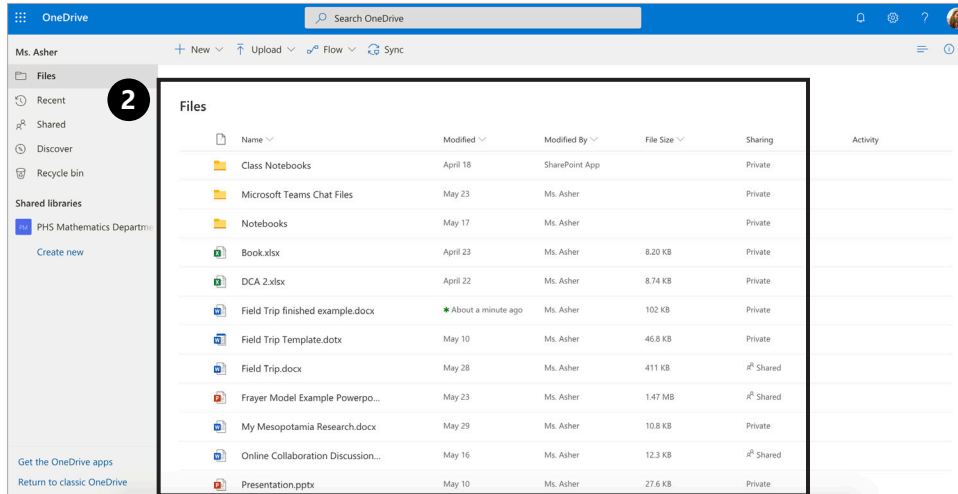 OneDrive
Search OneDrive
?
Ms. Asher
New Upload Flow Sync
Files
Recent
Shared
Discover
Recycle bin
Shared libraries
PM PHS Mathematics Departme
Create new
Get the OneDrive apps
Return to classic OneDrive
2
Files
Name Modified Modified By File Size Sharing Activity
Class Notebooks April 18 SharePoint App Private
Microsoft Teams Chat Files May 23 Ms. Asher Private
Notebooks May 17 Ms. Asher Private
Book.xlsx April 23 Ms. Asher 8.20 KB Private
DCA 2.xlsx April 22 Ms. Asher 8.74 KB Private
Field Trip finished example.docx About a minute ago Ms. Asher 102 KB Private
Field Trip Template.dotx May 10 Ms. Asher 46.8 KB Private
Field Trip.docx May 28 Ms. Asher 411 KB Shared
Frayer Model Example Powerpo... May 23 Ms. Asher 1.47 MB Shared
My Mesopotamia Research.docx May 29 Ms. Asher 10.8 KB Private
Online Collaboration Discussion... May 16 Ms. Asher 12.3 KB Shared
Presentation.pptx May 10 Ms. Asher 27.6 KB Private